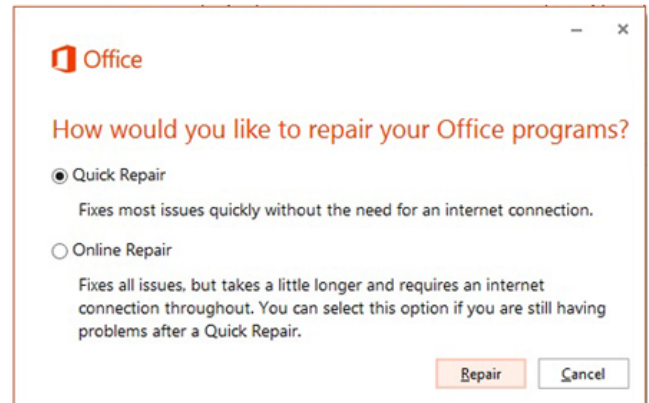 Office
How would you like to repair your Office programs?
Quick Repair
Fixes most issues quickly without the need for an internet connection.
Online Repair
Fixes all issues, but takes a little longer and requires an internet
connection throughout. You can select this option if you are still having
problems after a Quick Repair.
Repair Cancel